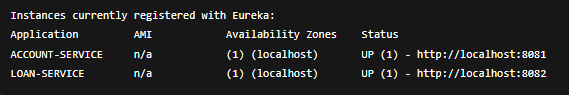 Instances currently registered with Eureka:
Application AMI Availability Zones Status
ACCOUNT-SERVICE n/a (1) (localhost) UP (1) - http://localhost:8081
LOAN-SERVICE n/a (1) (localhost) UP (1) - http://localhost:8082